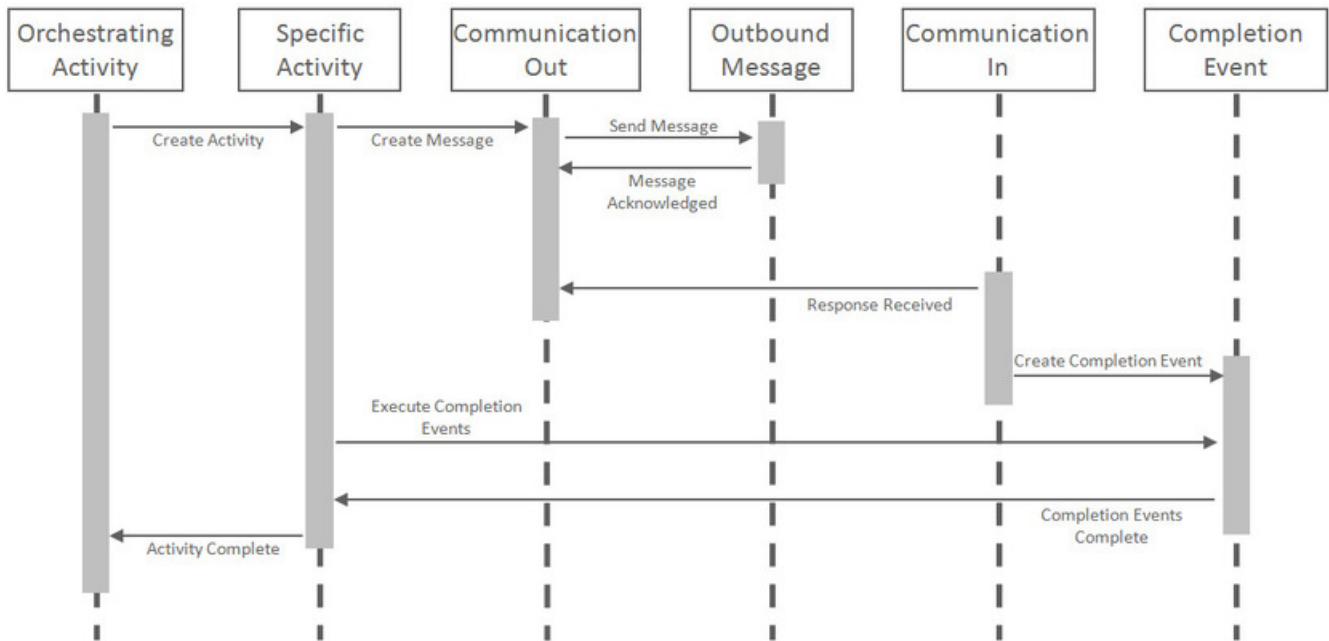 Orchestrating
Activity
Specific
Activity
Communication
Out
Outbound
Message
Communication
In
Completion
Event
Create Activity
Create Message
Send Message
Message
Acknowledged
Response Received
Create Completion Event
Execute Completion
Events
Completion Events
Complete
Activity Complete